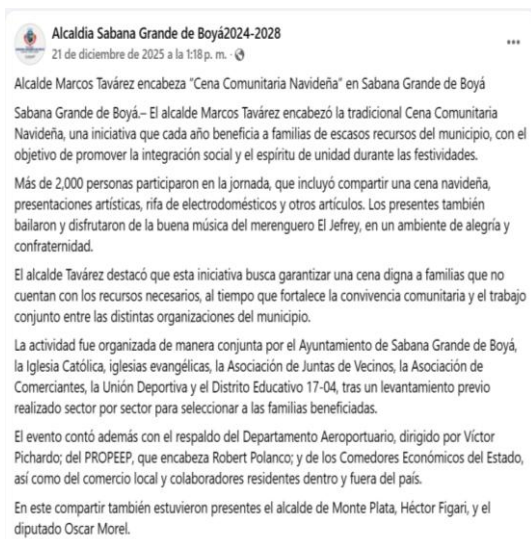 Alcaldia Sabana Grande de Boyá2024-2028
21 de diciembre de 2025 a la 1:18 p. m. ·
Alcalde Marcos Tavárez encabeza "Cena Comunitaria Navideña" en Sabana Grande de Boyá
Sabana Grande de Boyá.– El alcalde Marcos Tavárez encabezó la tradicional Cena Comunitaria
Navideña, una iniciativa que cada año beneficia a familias de escasos recursos del municipio, con el
objetivo de promover la integración social y el espíritu de unidad durante las festividades.
Más de 2,000 personas participaron en la jornada, que incluyó compartir una cena navideña,
presentaciones artísticas, rifa de electrodomésticos y otros artículos. Los presentes también
bailaron y disfrutaron de la buena música del merenguero El Jefrey, en un ambiente de alegría y
confraternidad.
El alcalde Tavárez destacó que esta iniciativa busca garantizar una cena digna a familias que no
cuentan con los recursos necesarios, al tiempo que fortalece la convivencia comunitaria y el trabajo
conjunto entre las distintas organizaciones del municipio.
La actividad fue organizada de manera conjunta por el Ayuntamiento de Sabana Grande de Boyá,
la Iglesia Católica, iglesias evangélicas, la Asociación de Juntas de Vecinos, la Asociación de
Comerciantes, la Unión Deportiva y el Distrito Educativo 17-04, tras un levantamiento previo
realizado sector por sector para seleccionar a las familias beneficiadas.
El evento contó además con el respaldo del Departamento Aeroportuario, dirigido por Víctor
Pichardo; del PROPEEP, que encabeza Robert Polanco; y de los Comedores Económicos del Estado,
así como del comercio local y colaboradores residentes dentro y fuera del país.
En este compartir también estuvieron presentes el alcalde de Monte Plata, Héctor Figari, y el
diputado Oscar Morel.